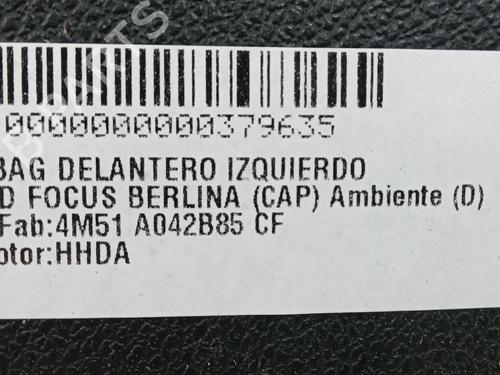 0000000000379635
BAG DELANTERO IZQUIERDO
D FOCUS BERLINA (CAP) Ambiente (D)
Fab:4M51 A042B85 CF
otor:HHDA